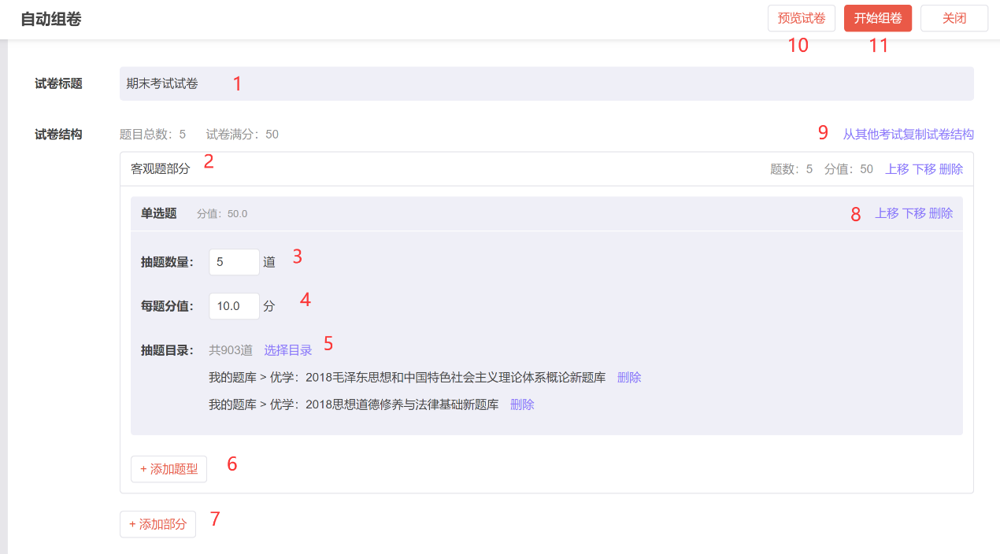 自动组卷 预览试卷 开始组卷 关闭
10 11
试卷标题 期末考试试卷 1
试卷结构 题目总数：5 试卷满分：50 9 从其他考试复制试卷结构
客观题部分 2 题数：5 分值：50 上移 下移 删除
单选题 分值：50.0 8 上移 下移 删除
抽题数量： 5 道 3
每题分值： 10.0 分 4
抽题目录： 共903道 选择目录 5
我的题库 > 优学：2018毛泽东思想和中国特色社会主义理论体系概论新题库 删除
我的题库 > 优学：2018思想道德修养与法律基础新题库 删除
+ 添加题型 6
+ 添加部分 7